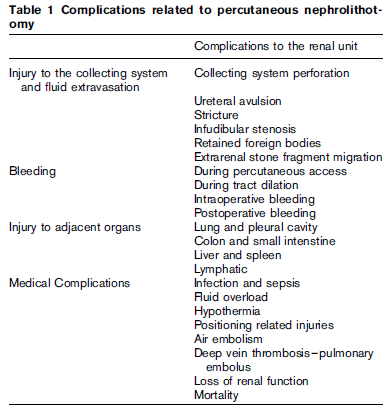 Table 1 Complications related to percutaneous nephrolithot-
omy
Complications to the renal unit
Injury to the collecting system Collecting system perforation
and fluid extravasation
Ureteral avulsion
Stricture
Infudibular stenosis
Retained foreign bodies
Extrarenal stone fragment migration
Bleeding During percutaneous access
During tract dilation
Intraoperative bleeding
Postoperative bleeding
Injury to adjacent organs Lung and pleural cavity
Colon and small intenstine
Liver and spleen
Lymphatic
Medical Complications Infection and sepsis
Fluid overload
Hypothermia
Positioning related injuries
Air embolism
Deep vein thrombosis–pulmonary
embolus
Loss of renal function
Mortality